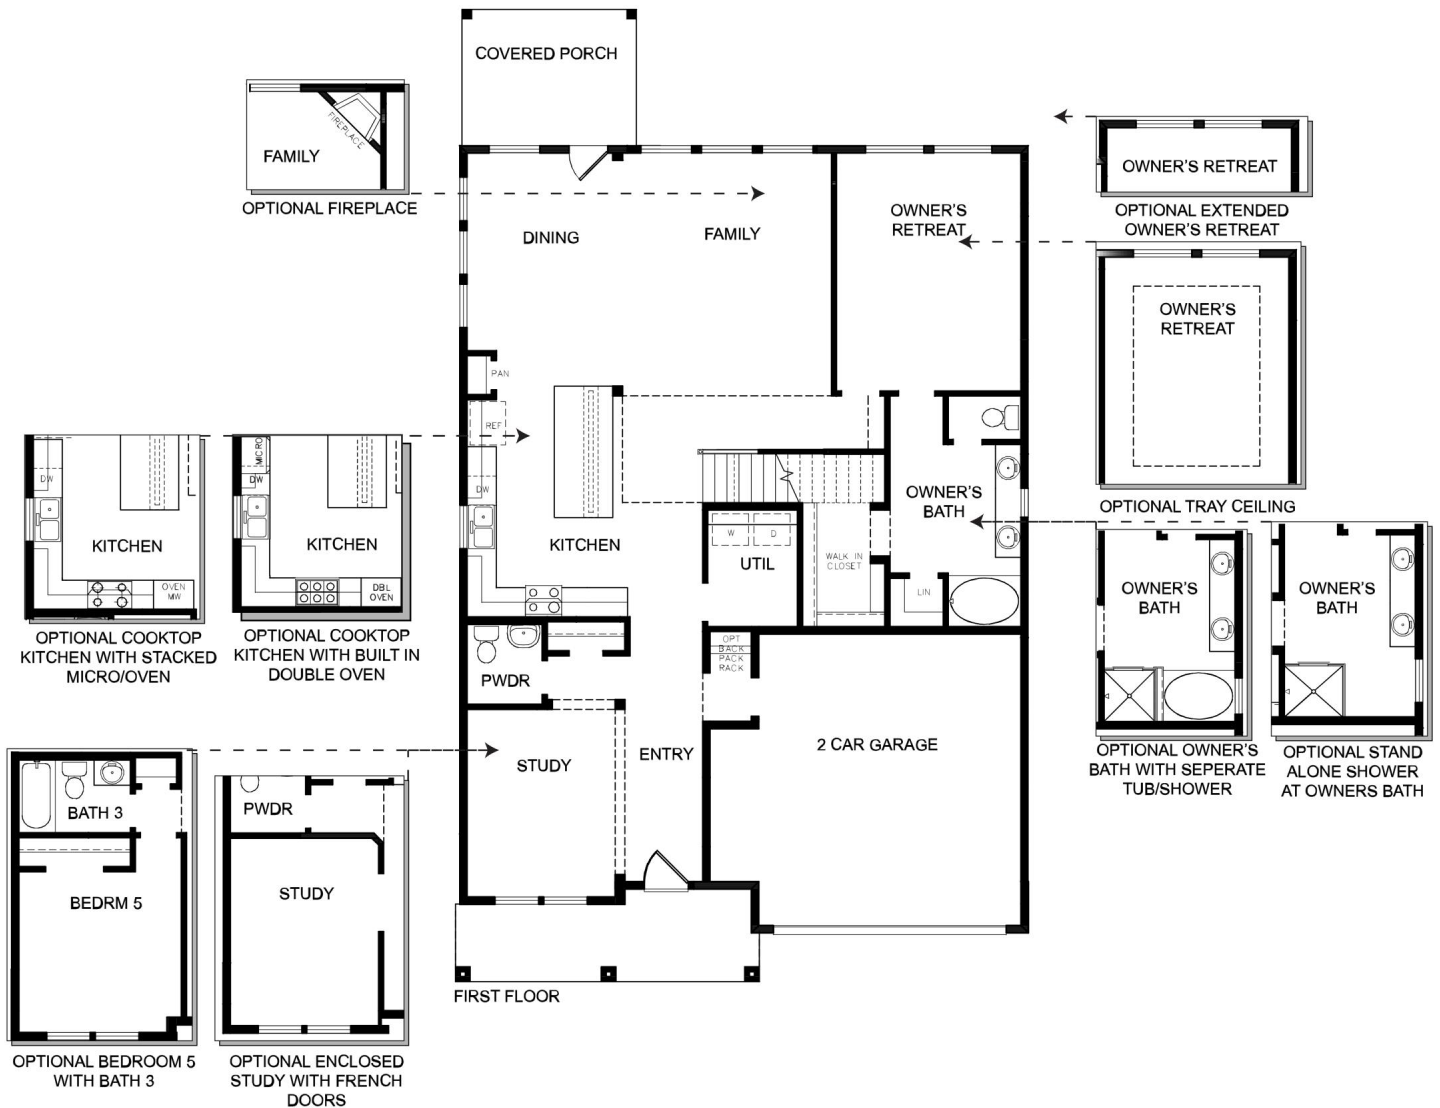 COVERED PORCH
FAMILY
FIREPLACE
OPTIONAL FIREPLACE
OWNER'S RETREAT
OPTIONAL EXTENDED
OWNER'S RETREAT
DINING
FAMILY
OWNER'S
RETREAT
OWNER'S
RETREAT
OPTIONAL TRAY CEILING
PAN
REF
DW
KITCHEN
W
D
UTIL
WALK IN
CLOSET
OWNER'S
BATH
LIN
DW
KITCHEN
OVEN
MW
OPTIONAL COOKTOP
KITCHEN WITH STACKED
MICRO/OVEN
MICRO
DW
KITCHEN
DBL
OVEN
OPTIONAL COOKTOP
KITCHEN WITH BUILT IN
DOUBLE OVEN
OWNER'S
BATH
OPTIONAL OWNER'S
BATH WITH SEPERATE
TUB/SHOWER
OWNER'S
BATH
OPTIONAL STAND
ALONE SHOWER
AT OWNERS BATH
PWDR
OPT
BACK
PACK
RACK
STUDY
ENTRY
2 CAR GARAGE
BATH 3
BEDRM 5
OPTIONAL BEDROOM 5
WITH BATH 3
PWDR
STUDY
OPTIONAL ENCLOSED
STUDY WITH FRENCH
DOORS
FIRST FLOOR